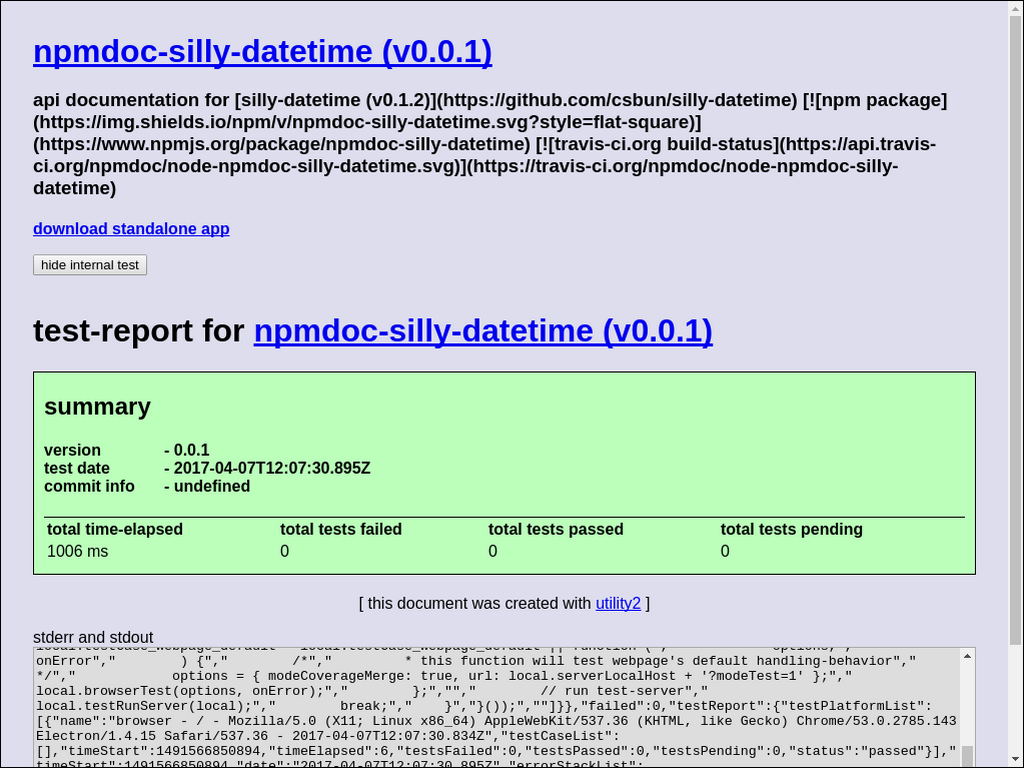 npmdoc-silly-datetime (v0.0.1)
api documentation for [silly-datetime (v0.1.2)](https://github.com/csbun/silly-datetime) [![npm package]
(https://img.shields.io/npm/v/npmdoc-silly-datetime.svg?style=flat-square)]
(https://www.npmjs.org/package/npmdoc-silly-datetime) [![travis-ci.org build-status](https://api.travis-
ci.org/npmdoc/node-npmdoc-silly-datetime.svg)](https://travis-ci.org/npmdoc/node-npmdoc-silly-
datetime)
download standalone app
hide internal test
test-report for npmdoc-silly-datetime (v0.0.1)
summary
version - 0.0.1
test date - 2017-04-07T12:07:30.895Z
commit info - undefined
total time-elapsed total tests failed total tests passed total tests pending
1006 ms 0 0 0
[ this document was created with utility2 ]
stderr and stdout
local.testCase_webpage_default = local.testCase_webpage_default || function (","            options,","
onError","        ) {","        /*","         * this function will test webpage's default handling-behavior","
*/","            options = { modeCoverageMerge: true, url: local.serverLocalHost + '?modeTest=1' };","
local.browserTest(options, onError);","        };","","        // run test-server","
local.testRunServer(local);","        break;","    }","}());",""]}},"failed":0,"testReport":{"testPlatformList":
[{"name":"browser - / - Mozilla/5.0 (X11; Linux x86_64) AppleWebKit/537.36 (KHTML, like Gecko) Chrome/53.0.2785.143
Electron/1.4.15 Safari/537.36 - 2017-04-07T12:07:30.834Z","testCaseList":
[],"timeStart":1491566850894,"timeElapsed":6,"testsFailed":0,"testsPassed":0,"testsPending":0,"status":"passed"}],"
timeStart":1491566850894,"date":"2017-04-07T12:07:30.895Z","errorStackList":